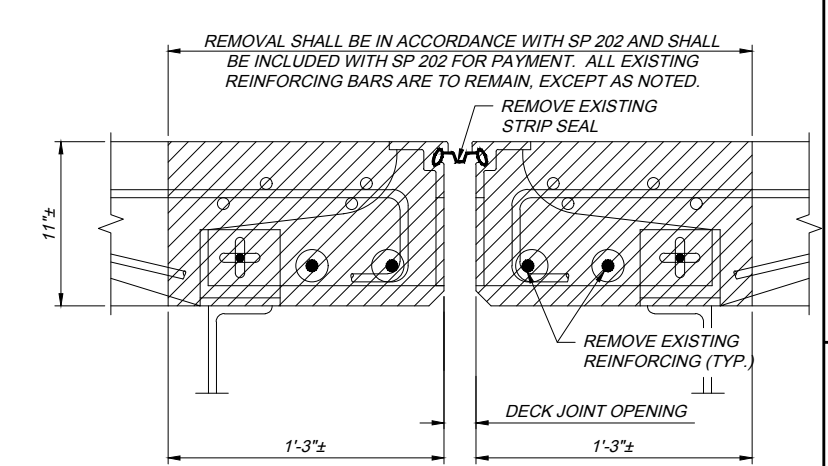 REMOVAL SHALL BE IN ACCORDANCE WITH SP 202 AND SHALL
BE INCLUDED WITH SP 202 FOR PAYMENT. ALL EXISTING
REINFORCING BARS ARE TO REMAIN, EXCEPT AS NOTED.
REMOVE EXISTING
STRIP SEAL
11"±
REMOVE EXISTING
REINFORCING (TYP.)
DECK JOINT OPENING
1'-3"±
1'-3"±